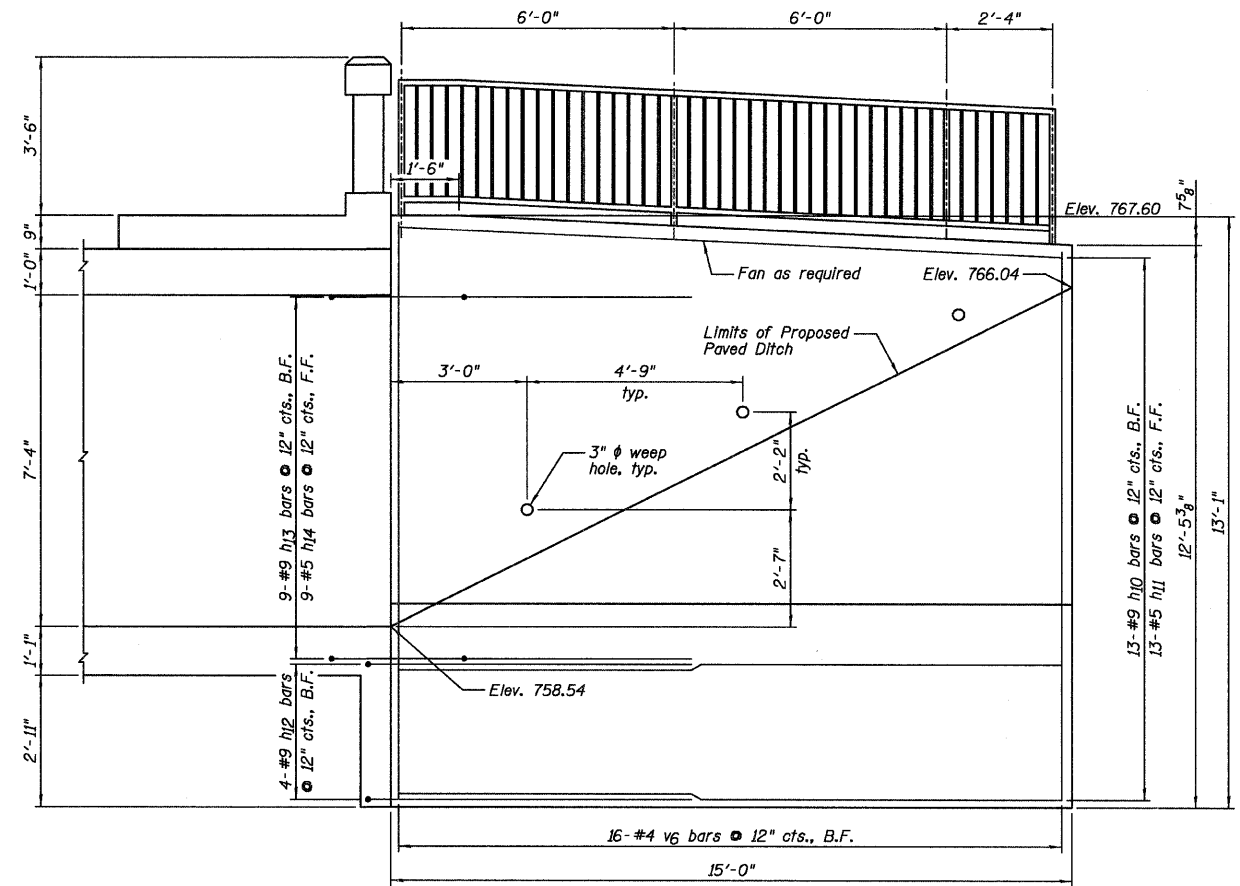 6'-0"
6'-0"
2'-4"
3'-6"
1'-6"
7 5/8"
Elev. 767.60
9"
1'-0"
Fan as required
Elev. 766.04
Limits of Proposed
Paved Ditch
3'-0"
4'-9"
typ.
7'-4"
9-#9 h13 bars @ 12" cts., B.F.
9-#5 h14 bars @ 12" cts., F.F.
3" ϕ weep
hole, typ.
2'-2"
typ.
2'-7"
13-#9 h10 bars @ 12" cts., B.F.
13-#5 h11 bars @ 12" cts., F.F.
12'-5 3/8"
13'-1"
1'-1"
Elev. 758.54
2'-11"
4-#9 h12 bars
@ 12" cts., B.F.
16-#4 v6 bars @ 12" cts., B.F.
15'-0"